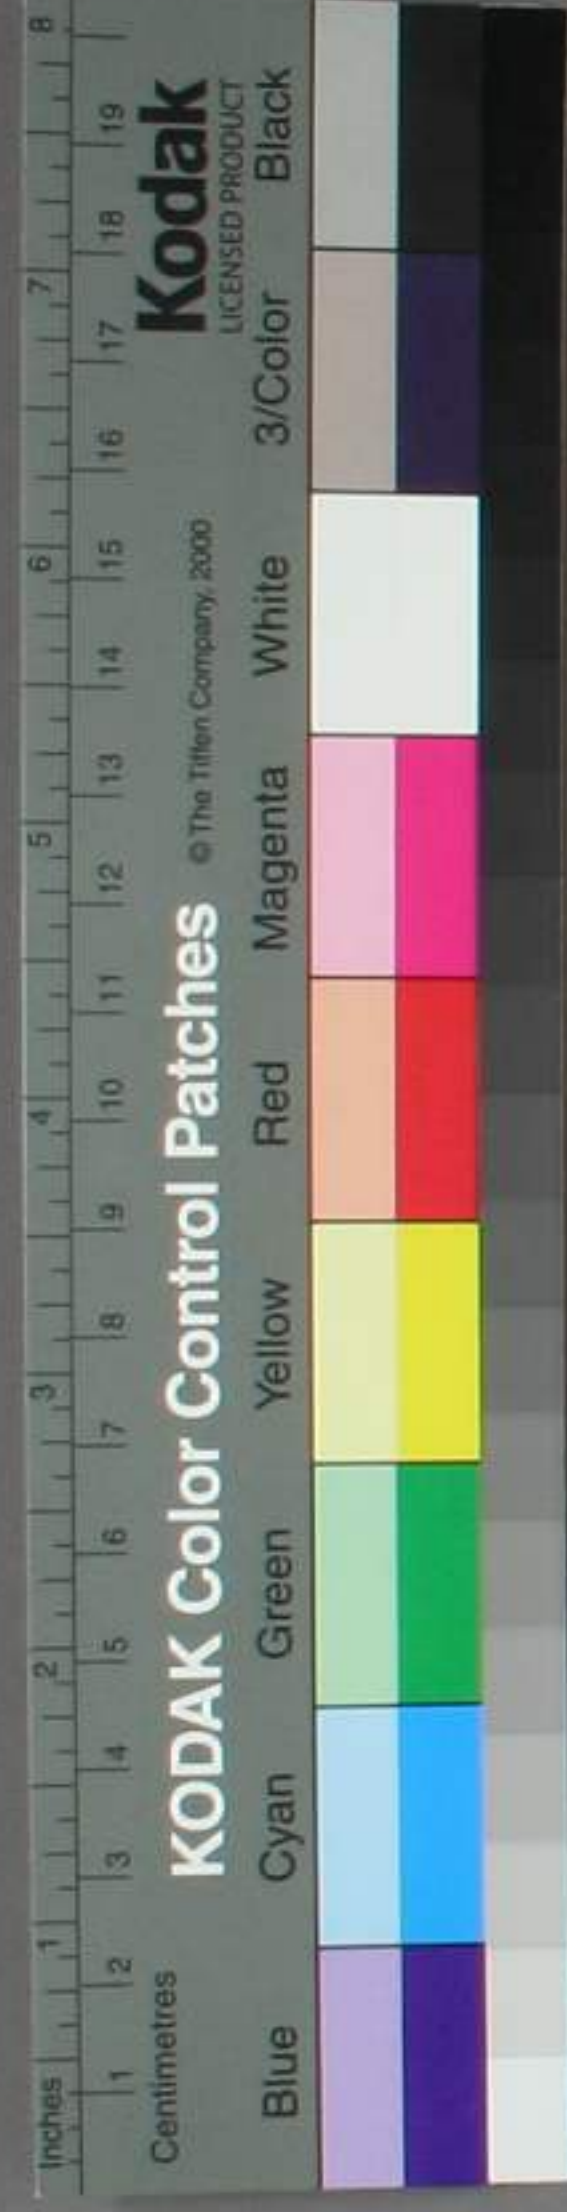 Inches 1 2 3 4 5 6 7 8
Centimetres 1 2 3 4 5 6 7 8 9 10 11 12 13 14 15 16 17 18 19
KODAK Color Control Patches © The Tiffen Company, 2000 Kodak
LICENSED PRODUCT
Blue Cyan Green Yellow Red Magenta White 3/Color Black